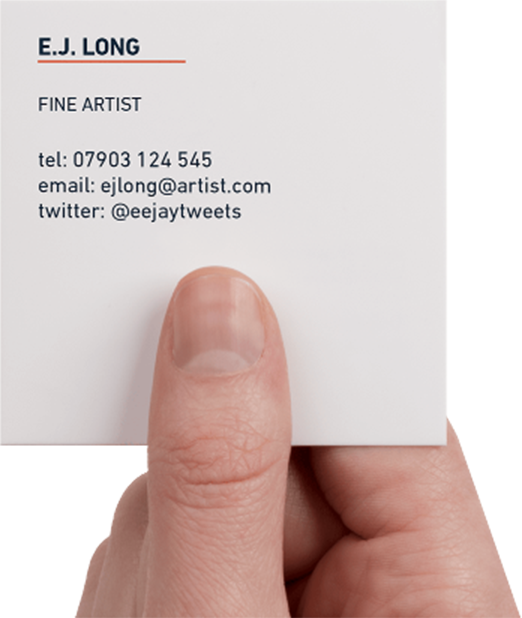 E.J. LONG
FINE ARTIST
tel: 07903 124 545
email: ejlong@artist.com
twitter: @eejaytweets